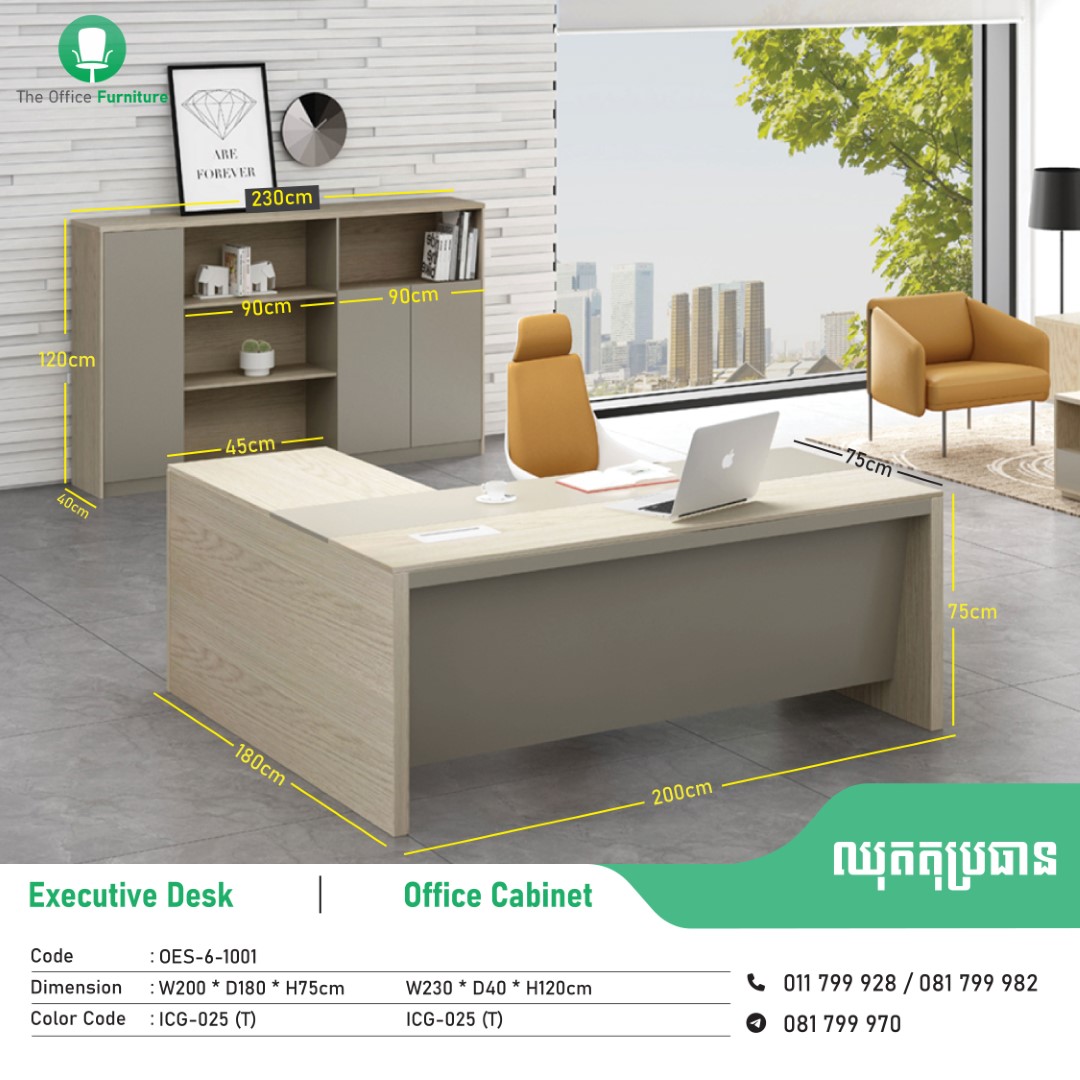 The Office Furniture
ARE
FOREVER
230cm
90cm
90cm
120cm
45cm
40cm
75cm
75cm
180cm
200cm
ឈុតតុប្រធាន
Executive Desk | Office Cabinet
Code : OES-6-1001
Dimension : W200 * D180 * H75cm W230 * D40 * H120cm
Color Code : ICG-025 (T) ICG-025 (T)
011 799 928 / 081 799 982
081 799 970